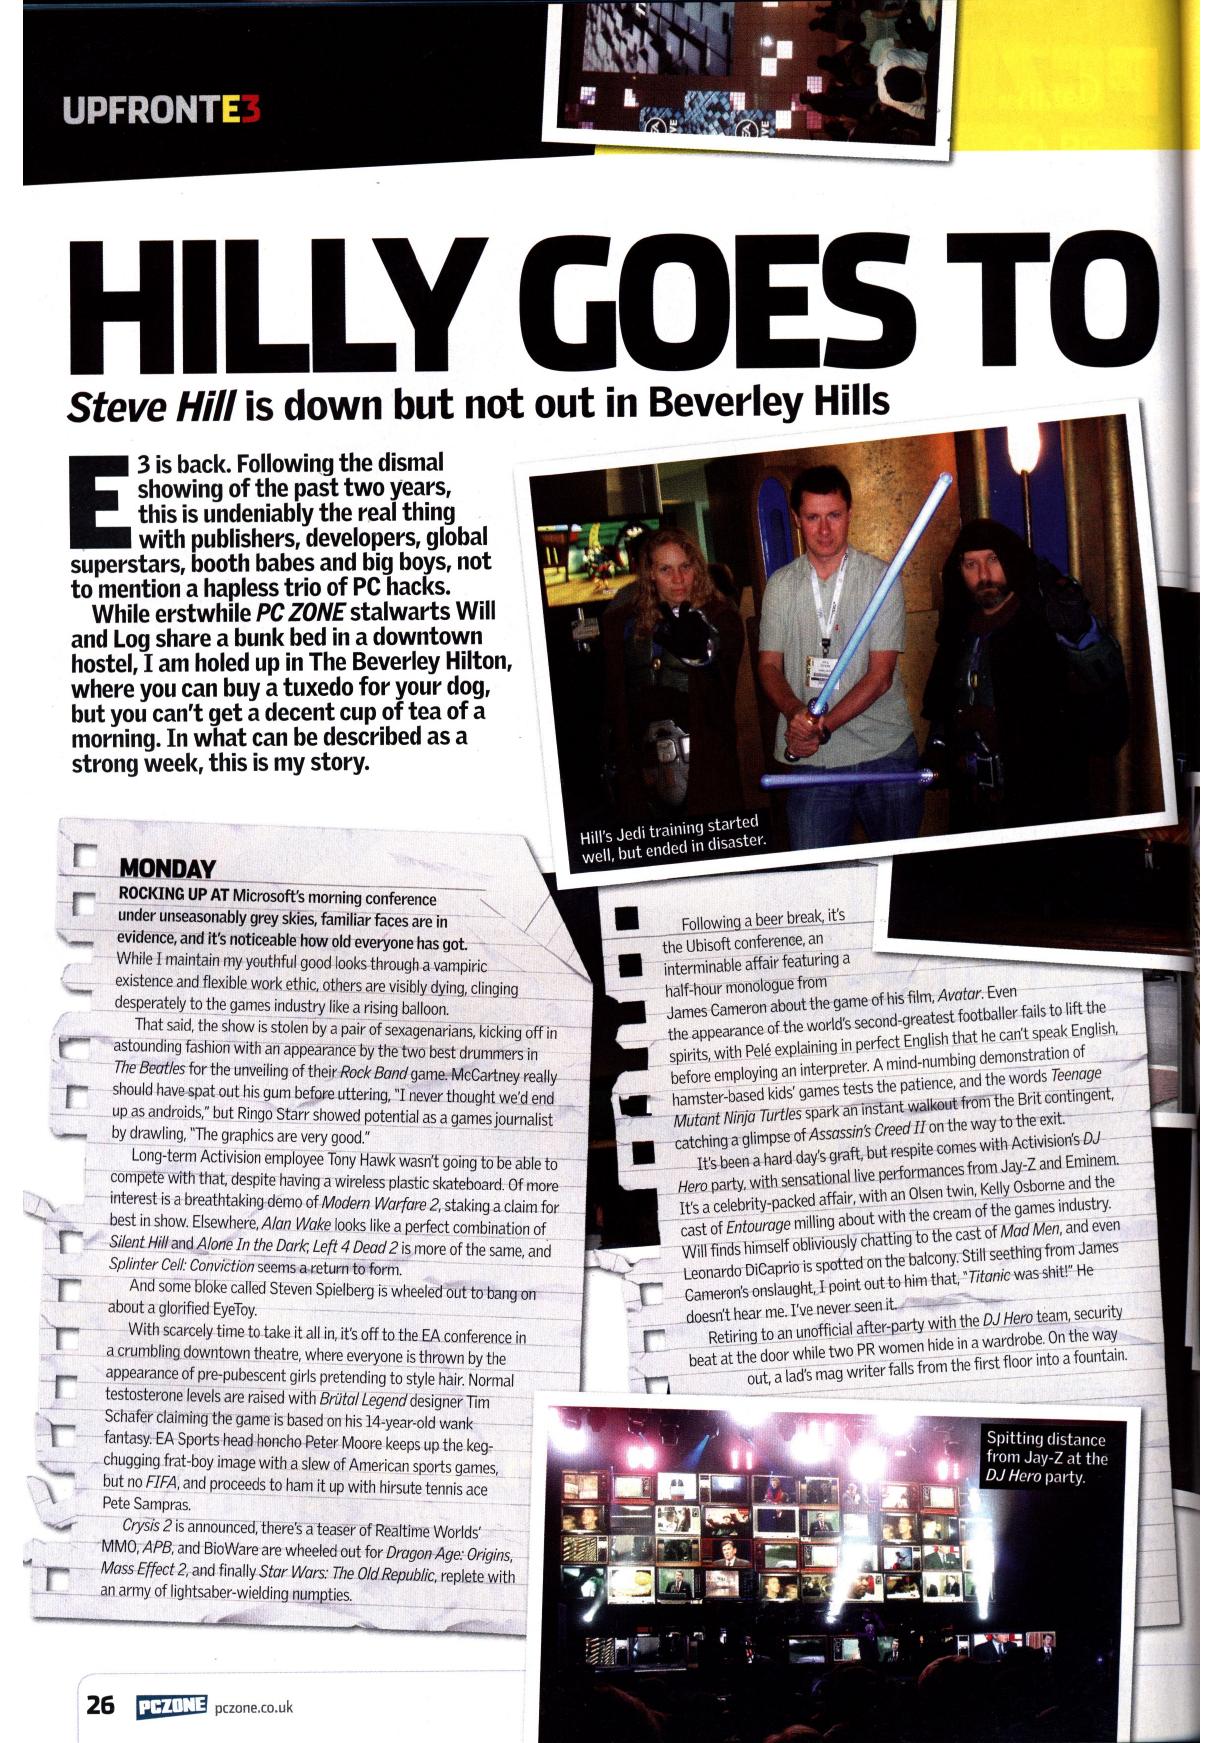 UPFRONTE3
HILLY GOES TO
Steve Hill is down but not out in Beverley Hills
E3 is back. Following the dismal
showing of the past two years,
this is undeniably the real thing
with publishers, developers, global
superstars, booth babes and big boys, not
to mention a hapless trio of PC hacks.
While erstwhile PC ZONE stalwarts Will
and Log share a bunk bed in a downtown
hostel, I am holed up in The Beverley Hilton,
where you can buy a tuxedo for your dog,
but you can't get a decent cup of tea of a
morning. In what can be described as a
strong week, this is my story.
Hill's Jedi training started
well, but ended in disaster.
MONDAY
ROCKING UP AT Microsoft's morning conference
under unseasonably grey skies, familiar faces are in
evidence, and it's noticeable how old everyone has got.
While I maintain my youthful good looks through a vampiric
existence and flexible work ethic, others are visibly dying, clinging
desperately to the games industry like a rising balloon.
That said, the show is stolen by a pair of sexagenarians, kicking off in
astounding fashion with an appearance by the two best drummers in
The Beatles for the unveiling of their Rock Band game. McCartney really
should have spat out his gum before uttering, "I never thought we'd end
up as androids," but Ringo Starr showed potential as a games journalist
by drawling, "The graphics are very good."
Long-term Activision employee Tony Hawk wasn't going to be able to
compete with that, despite having a wireless plastic skateboard. Of more
interest is a breathtaking demo of Modern Warfare 2, staking a claim for
best in show. Elsewhere, Alan Wake looks like a perfect combination of
Silent Hill and Alone In the Dark; Left 4 Dead 2 is more of the same, and
Splinter Cell: Conviction seems a return to form.
And some bloke called Steven Spielberg is wheeled out to bang on
about a glorified EyeToy.
With scarcely time to take it all in, it's off to the EA conference in
a crumbling downtown theatre, where everyone is thrown by the
appearance of pre-pubescent girls pretending to style hair. Normal
testosterone levels are raised with Brütal Legend designer Tim
Schafer claiming the game is based on his 14-year-old wank
fantasy. EA Sports head honcho Peter Moore keeps up the keg-
chugging frat-boy image with a slew of American sports games,
but no FIFA, and proceeds to ham it up with hirsute tennis ace
Pete Sampras.
Crysis 2 is announced, there's a teaser of Realtime Worlds'
MMO, APB, and BioWare are wheeled out for Dragon Age: Origins,
Mass Effect 2, and finally Star Wars: The Old Republic, replete with
an army of lightsaber-wielding numpties.
Following a beer break, it's
the Ubisoft conference, an
interminable affair featuring a
half-hour monologue from
James Cameron about the game of his film, Avatar. Even
the appearance of the world's second-greatest footballer fails to lift the
spirits, with Pelé explaining in perfect English that he can't speak English,
before employing an interpreter. A mind-numbing demonstration of
hamster-based kids' games tests the patience, and the words Teenage
Mutant Ninja Turtles spark an instant walkout from the Brit contingent,
catching a glimpse of Assassin's Creed II on the way to the exit.
It's been a hard day's graft, but respite comes with Activision's DJ
Hero party, with sensational live performances from Jay-Z and Eminem.
It's a celebrity-packed affair, with an Olsen twin, Kelly Osborne and the
cast of Entourage milling about with the cream of the games industry.
Will finds himself obliviously chatting to the cast of Mad Men, and even
Leonardo DiCaprio is spotted on the balcony. Still seething from James
Cameron's onslaught, I point out to him that, "Titanic was shit!" He
doesn't hear me. I've never seen it.
Retiring to an unofficial after-party with the DJ Hero team, security
beat at the door while two PR women hide in a wardrobe. On the way
out, a lad's mag writer falls from the first floor into a fountain.
Spitting distance
from Jay-Z at the
DJ Hero party.
26 PCZONE pczone.co.uk